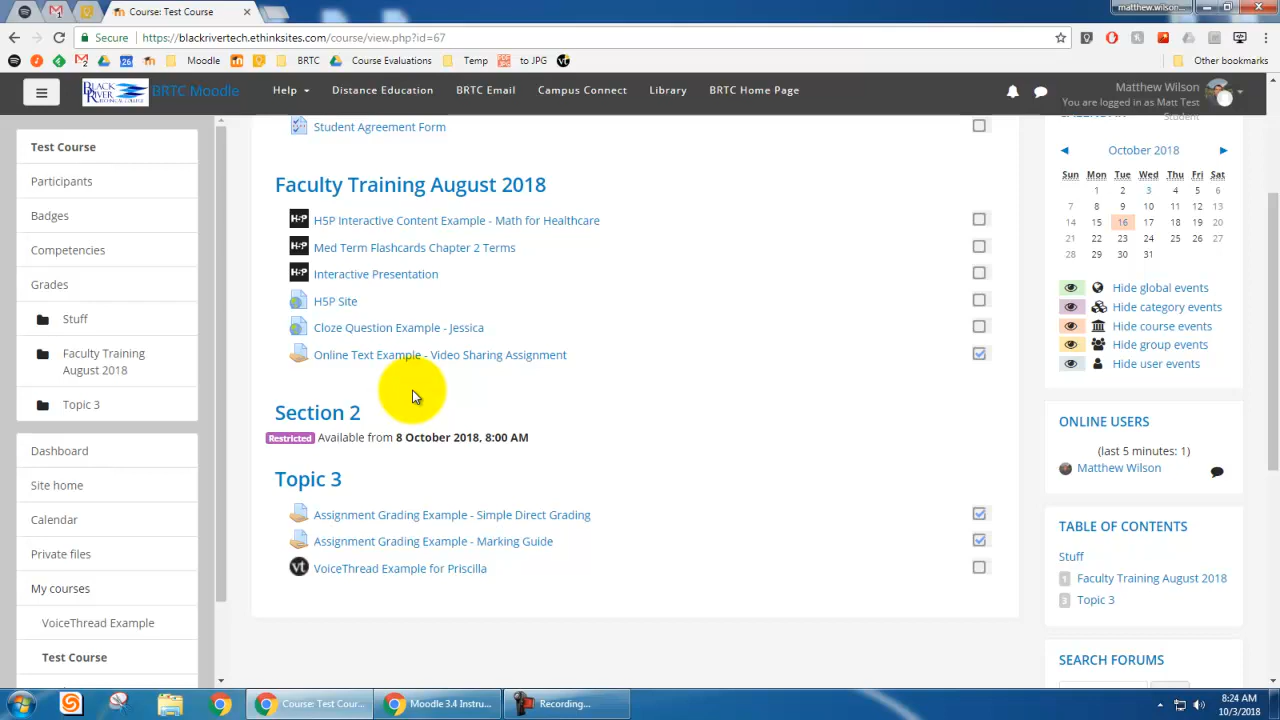 matthew.wilson...
Course: Test Course
Secure
https://blackrivertech.ethinksites.com/course/view.php?id=67
Moodle
BRTC
Course Evaluations
Temp
to JPG
Other bookmarks
BLACK RIVER
BRTC Moodle
Help
Distance Education
BRTC Email
Campus Connect
Library
BRTC Home Page
Matthew Wilson
You are logged in as Matt Test
Student
Test Course
Participants
Badges
Competencies
Grades
Stuff
Faculty Training
August 2018
Topic 3
Dashboard
Site home
Calendar
Private files
My courses
VoiceThread Example
Test Course
Student Agreement Form
Faculty Training August 2018
H5P Interactive Content Example - Math for Healthcare
H5P Med Term Flashcards Chapter 2 Terms
H5P Interactive Presentation
H5P Site
Cloze Question Example - Jessica
Online Text Example - Video Sharing Assignment
Section 2
Restricted Available from 8 October 2018, 8:00 AM
Topic 3
Assignment Grading Example - Simple Direct Grading
Assignment Grading Example - Marking Guide
vt VoiceThread Example for Priscilla
October 2018
Sun Mon Tue Wed Thu Fri Sat
1 2 3 4 5 6
7 8 9 10 11 12 13
14 15 16 17 18 19 20
21 22 23 24 25 26 27
28 29 30 31
Hide global events
Hide category events
Hide course events
Hide group events
Hide user events
ONLINE USERS
(last 5 minutes: 1)
Matthew Wilson
TABLE OF CONTENTS
Stuff
1 Faculty Training August 2018
3 Topic 3
SEARCH FORUMS
Course: Test Cour...
Moodle 3.4 Instru...
Recording...
8:24 AM
10/3/2018